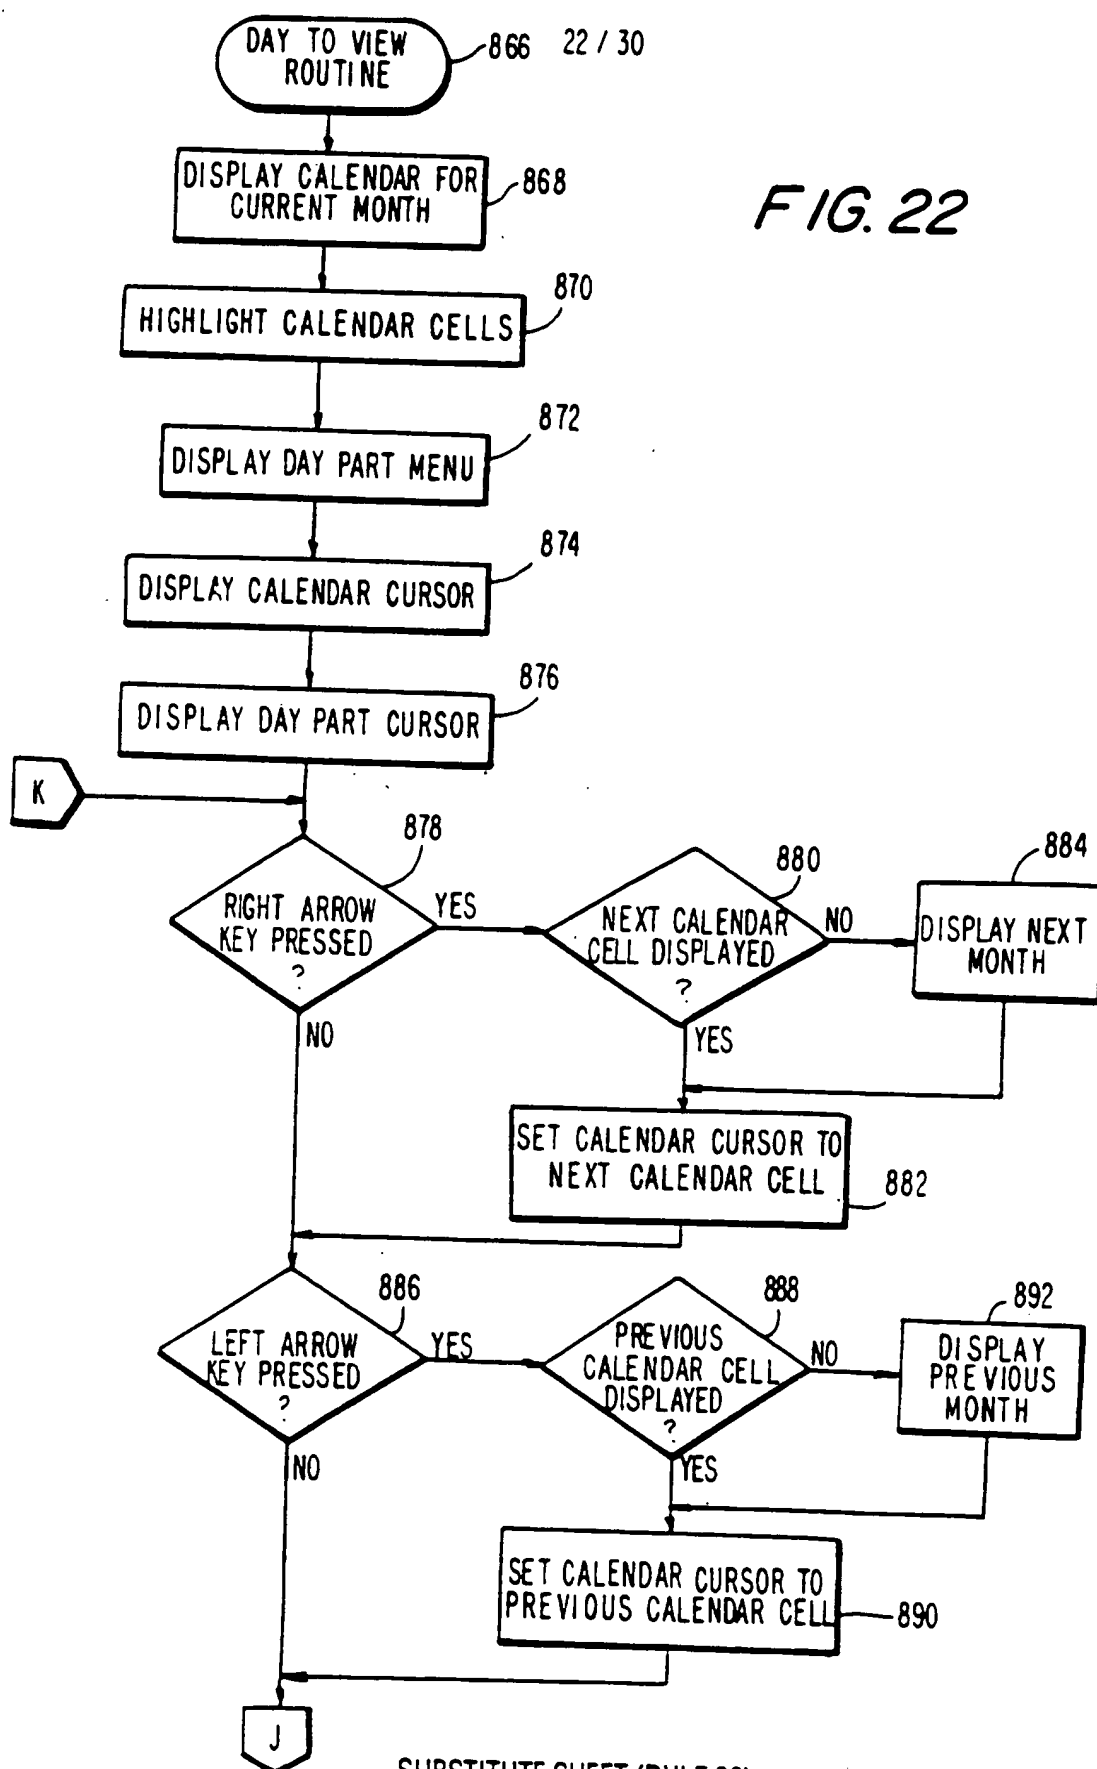 DAY TO VIEW
ROUTINE
866
22 / 30
DISPLAY CALENDAR FOR
CURRENT MONTH
868
FIG. 22
870
HIGHLIGHT CALENDAR CELLS
872
DISPLAY DAY PART MENU
874
DISPLAY CALENDAR CURSOR
876
DISPLAY DAY PART CURSOR
K
878
RIGHT ARROW
KEY PRESSED
?
YES
NO
880
NEXT CALENDAR
CELL DISPLAYED
?
NO
YES
884
DISPLAY NEXT
MONTH
SET CALENDAR CURSOR TO
NEXT CALENDAR CELL
882
886
LEFT ARROW
KEY PRESSED
?
YES
NO
888
PREVIOUS
CALENDAR CELL
DISPLAYED
?
NO
YES
892
DISPLAY
PREVIOUS
MONTH
SET CALENDAR CURSOR TO
PREVIOUS CALENDAR CELL
890
J
SUBSTITUTE SHEET